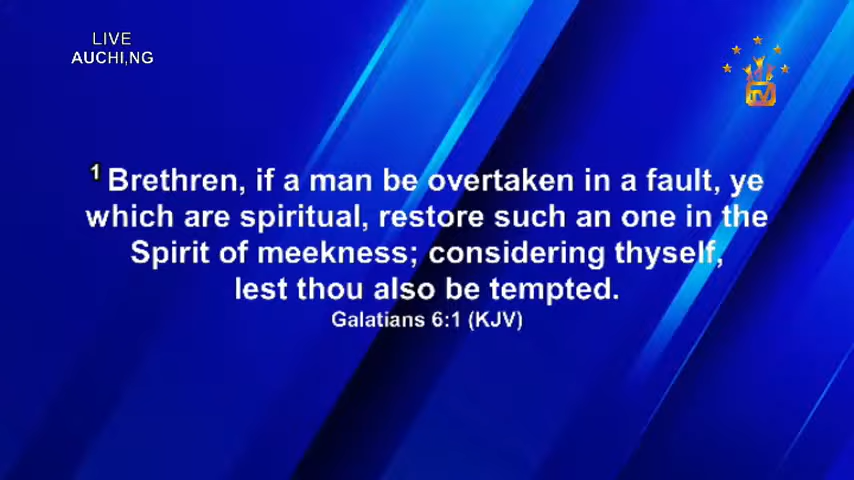 LIVE
AUCHI,NG
TV
1 Brethren, if a man be overtaken in a fault, ye
which are spiritual, restore such an one in the
Spirit of meekness; considering thyself,
lest thou also be tempted.
Galatians 6:1 (KJV)